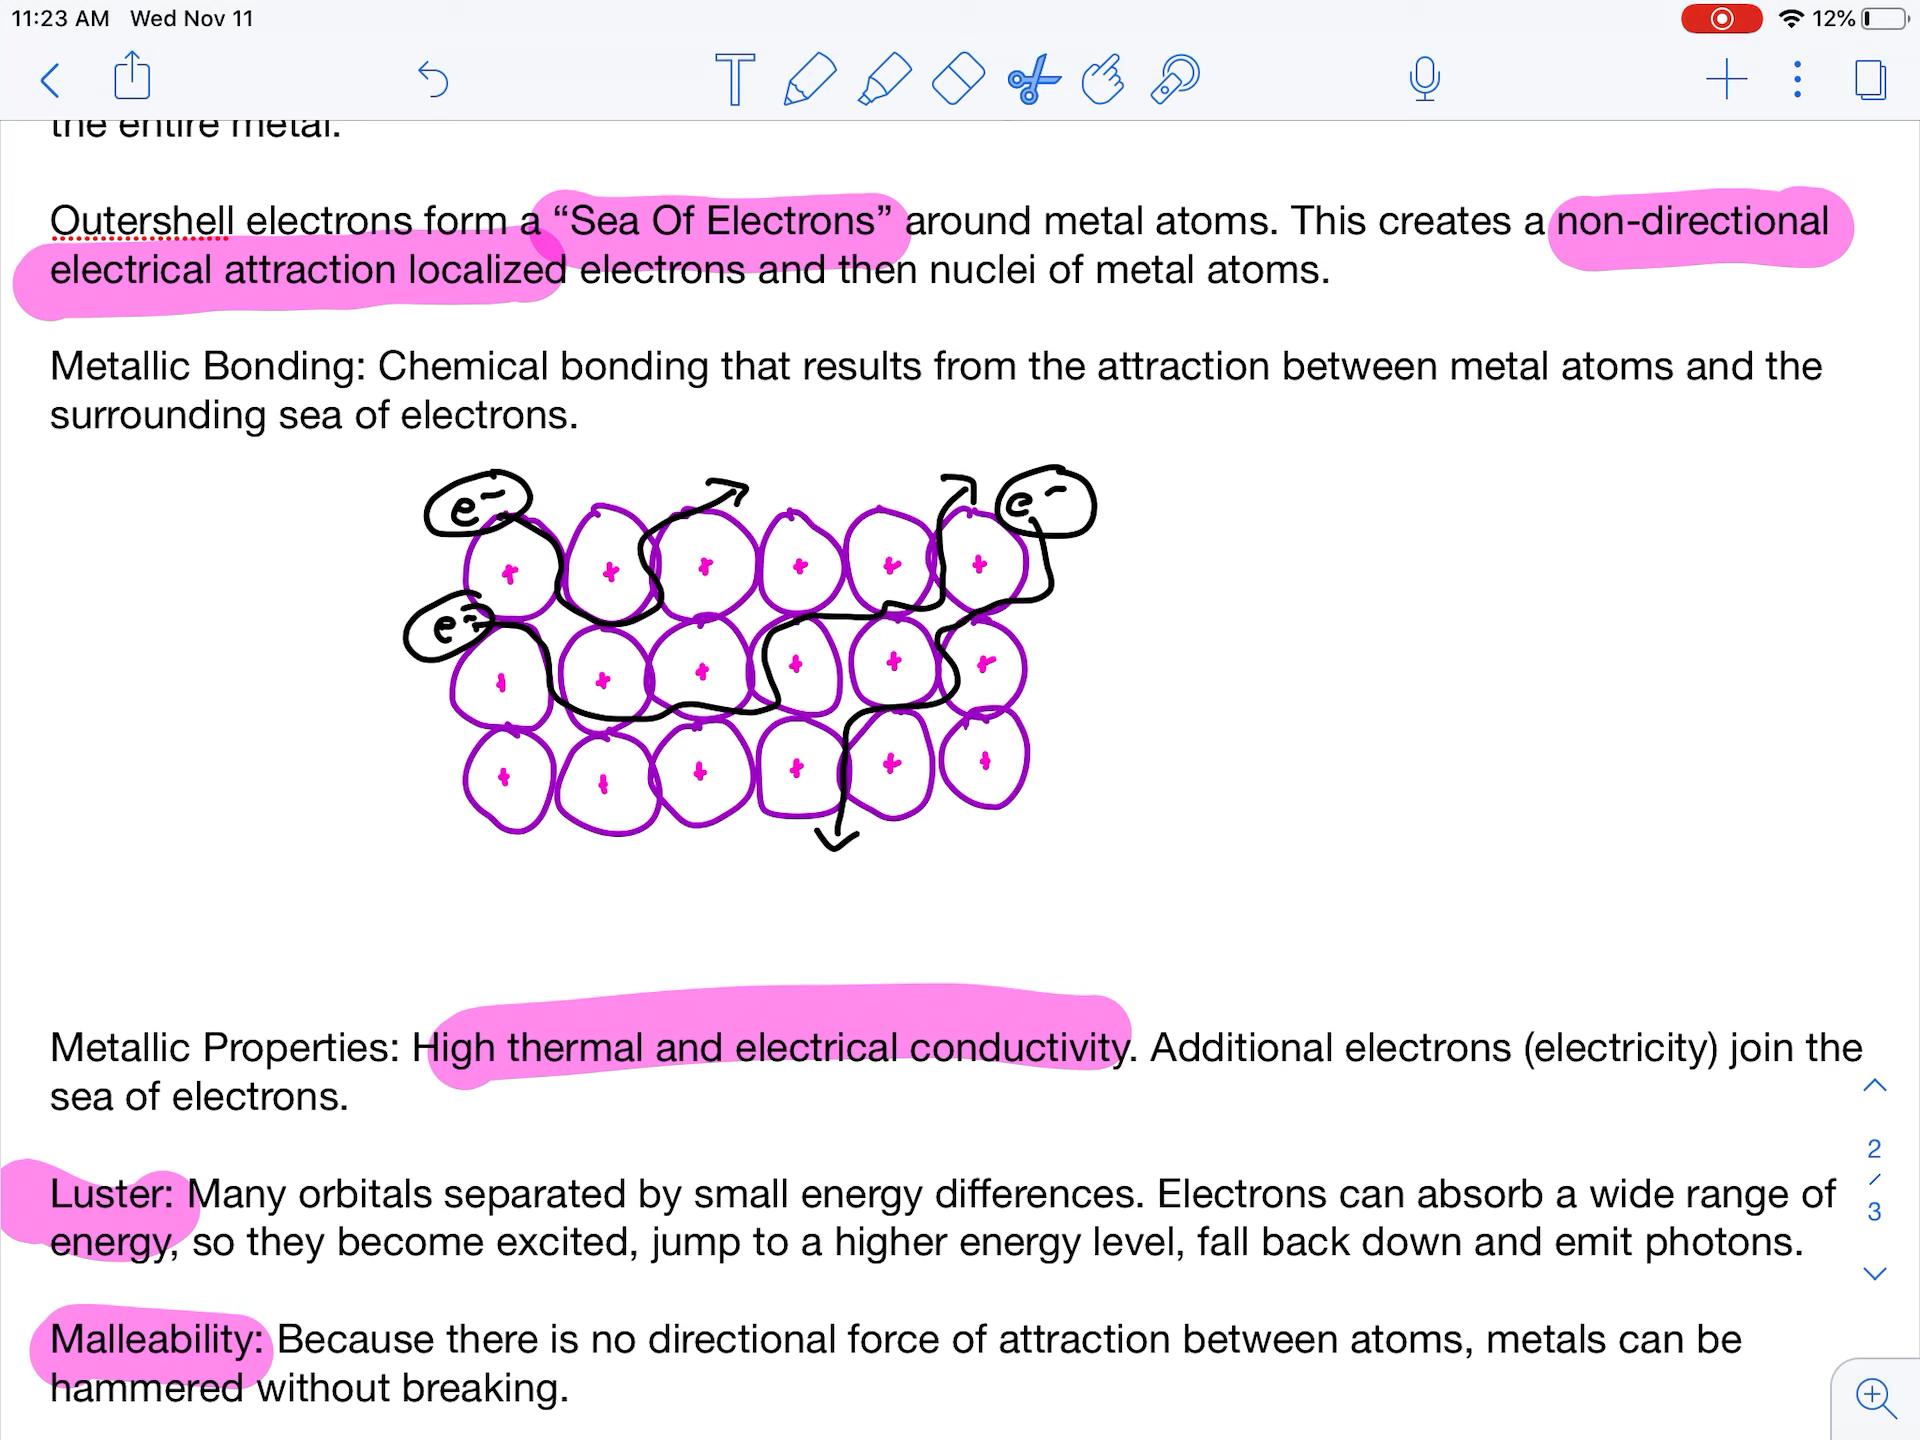 11:23 AM Wed Nov 11 12%
T
the entire metal.
Outershell electrons form a “Sea Of Electrons” around metal atoms. This creates a non-directional
electrical attraction localized electrons and then nuclei of metal atoms.
Metallic Bonding: Chemical bonding that results from the attraction between metal atoms and the
surrounding sea of electrons.
e⁻ e⁻
+ + + + + +
e⁻
+ + + + + +
+ + + + + +
Metallic Properties: High thermal and electrical conductivity. Additional electrons (electricity) join the
sea of electrons.
2
/
3
Luster: Many orbitals separated by small energy differences. Electrons can absorb a wide range of
energy, so they become excited, jump to a higher energy level, fall back down and emit photons.
Malleability: Because there is no directional force of attraction between atoms, metals can be
hammered without breaking.